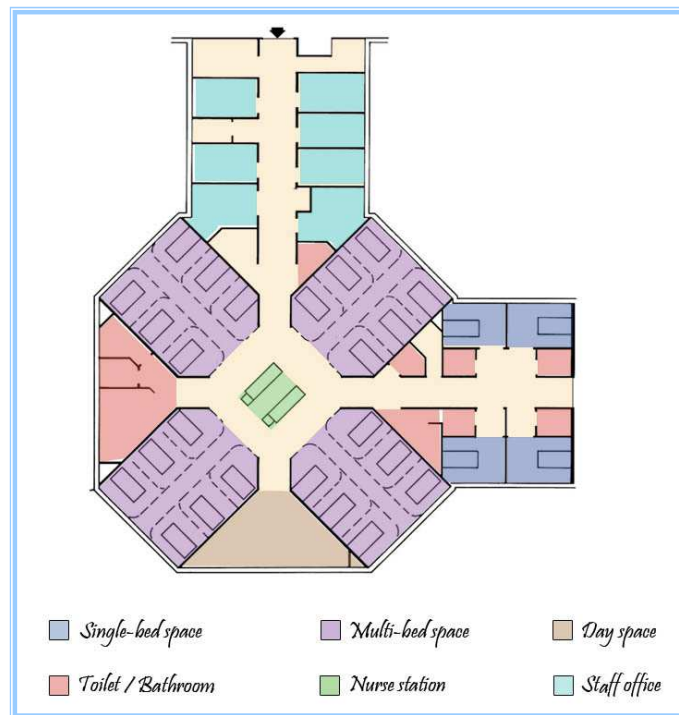 Single-bed space
Multi-bed space
Day space
Toilet / Bathroom
Nurse station
Staff office